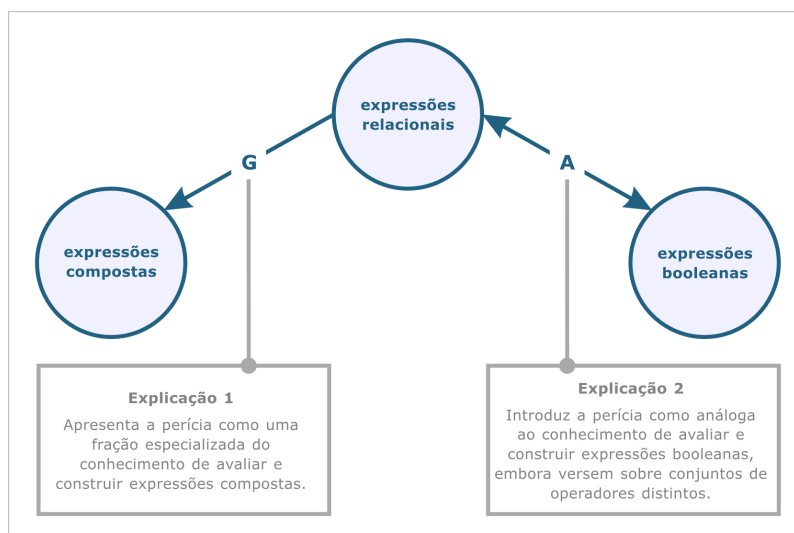 expressões
relacionais
G
A
expressões
compostas
expressões
booleanas
Explicação 1
Apresenta a perícia como uma
fração especializada do
conhecimento de avaliar e
construir expressões compostas.
Explicação 2
Introduz a perícia como análoga
ao conhecimento de avaliar e
construir expressões booleanas,
embora versem sobre conjuntos de
operadores distintos.